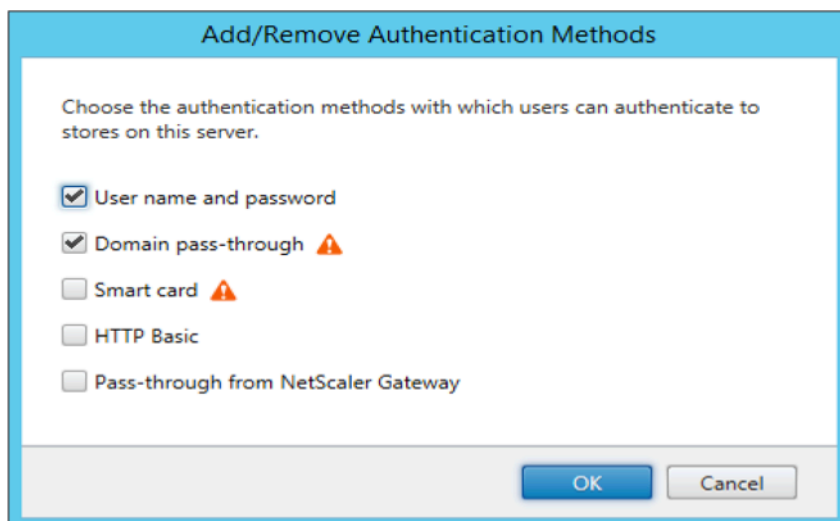 Add/Remove Authentication Methods
Choose the authentication methods with which users can authenticate to
stores on this server.
User name and password
Domain pass-through
Smart card
HTTP Basic
Pass-through from NetScaler Gateway
OK
Cancel